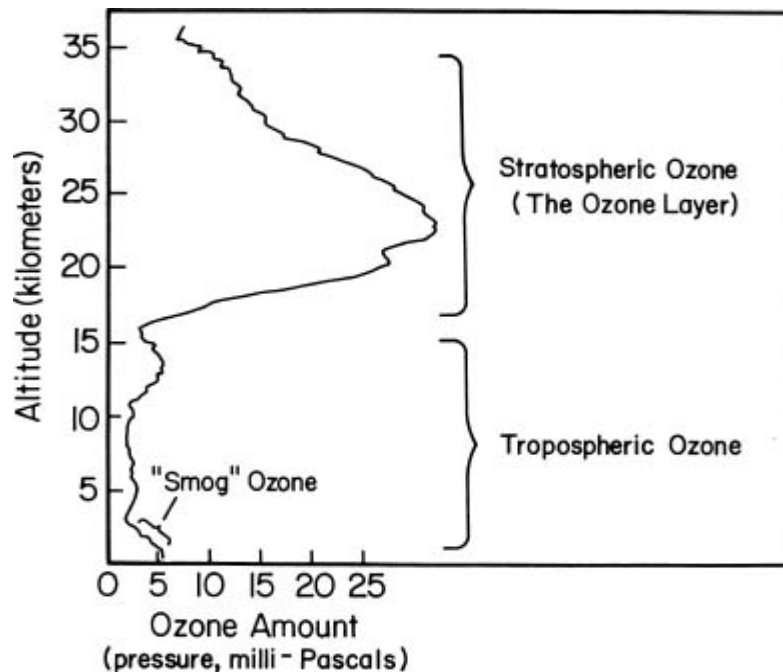 35
30
25
20
15
10
5
Altitude (kilometers)
Stratospheric Ozone
(The Ozone Layer)
Tropospheric Ozone
"Smog" Ozone
0 5 10 15 20 25
Ozone Amount
(pressure, milli-Pascals)